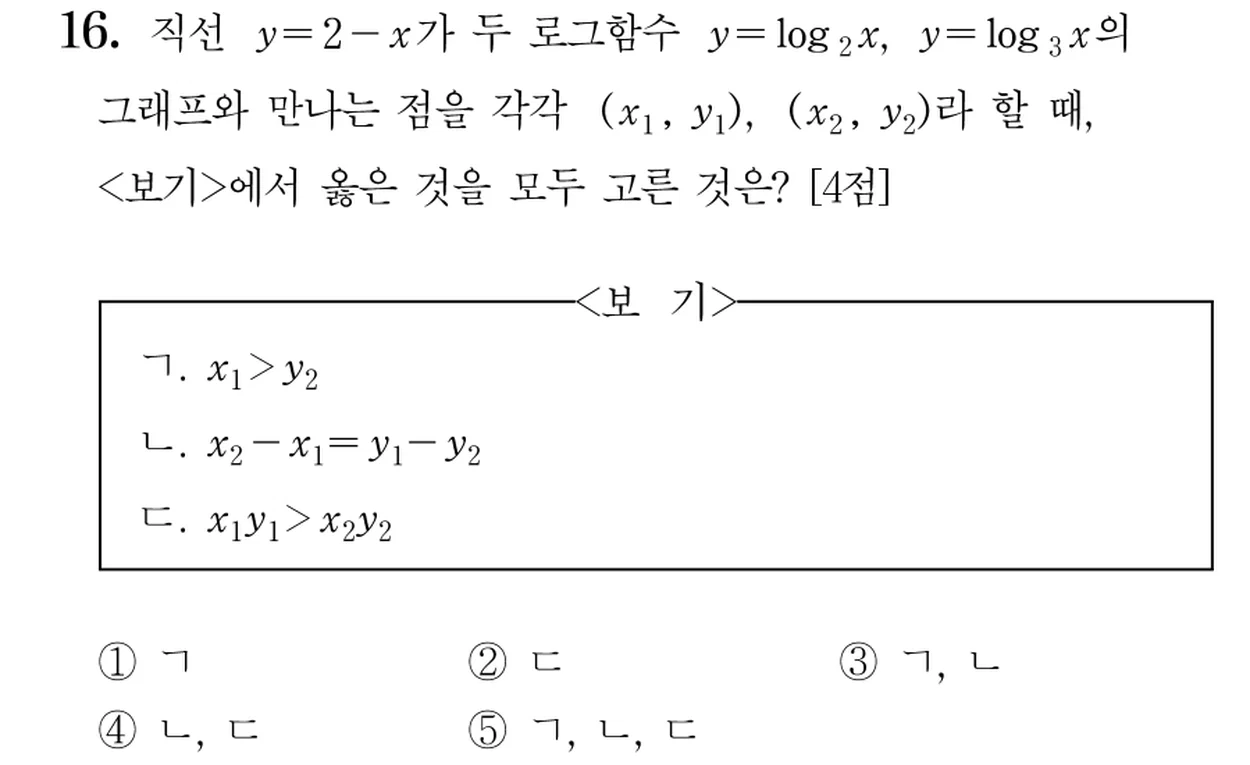 16. 직선 y=2-x가 두 로그함수 y=log₂x, y=log₃x의
그래프와 만나는 점을 각각 (x₁, y₁), (x₂, y₂)라 할 때,
<보기>에서 옳은 것을 모두 고른 것은? [4점]
<보 기>
ㄱ. x₁>y₂
ㄴ. x₂-x₁=y₁-y₂
ㄷ. x₁y₁>x₂y₂
① ㄱ ② ㄷ ③ ㄱ, ㄴ
④ ㄴ, ㄷ ⑤ ㄱ, ㄴ, ㄷ